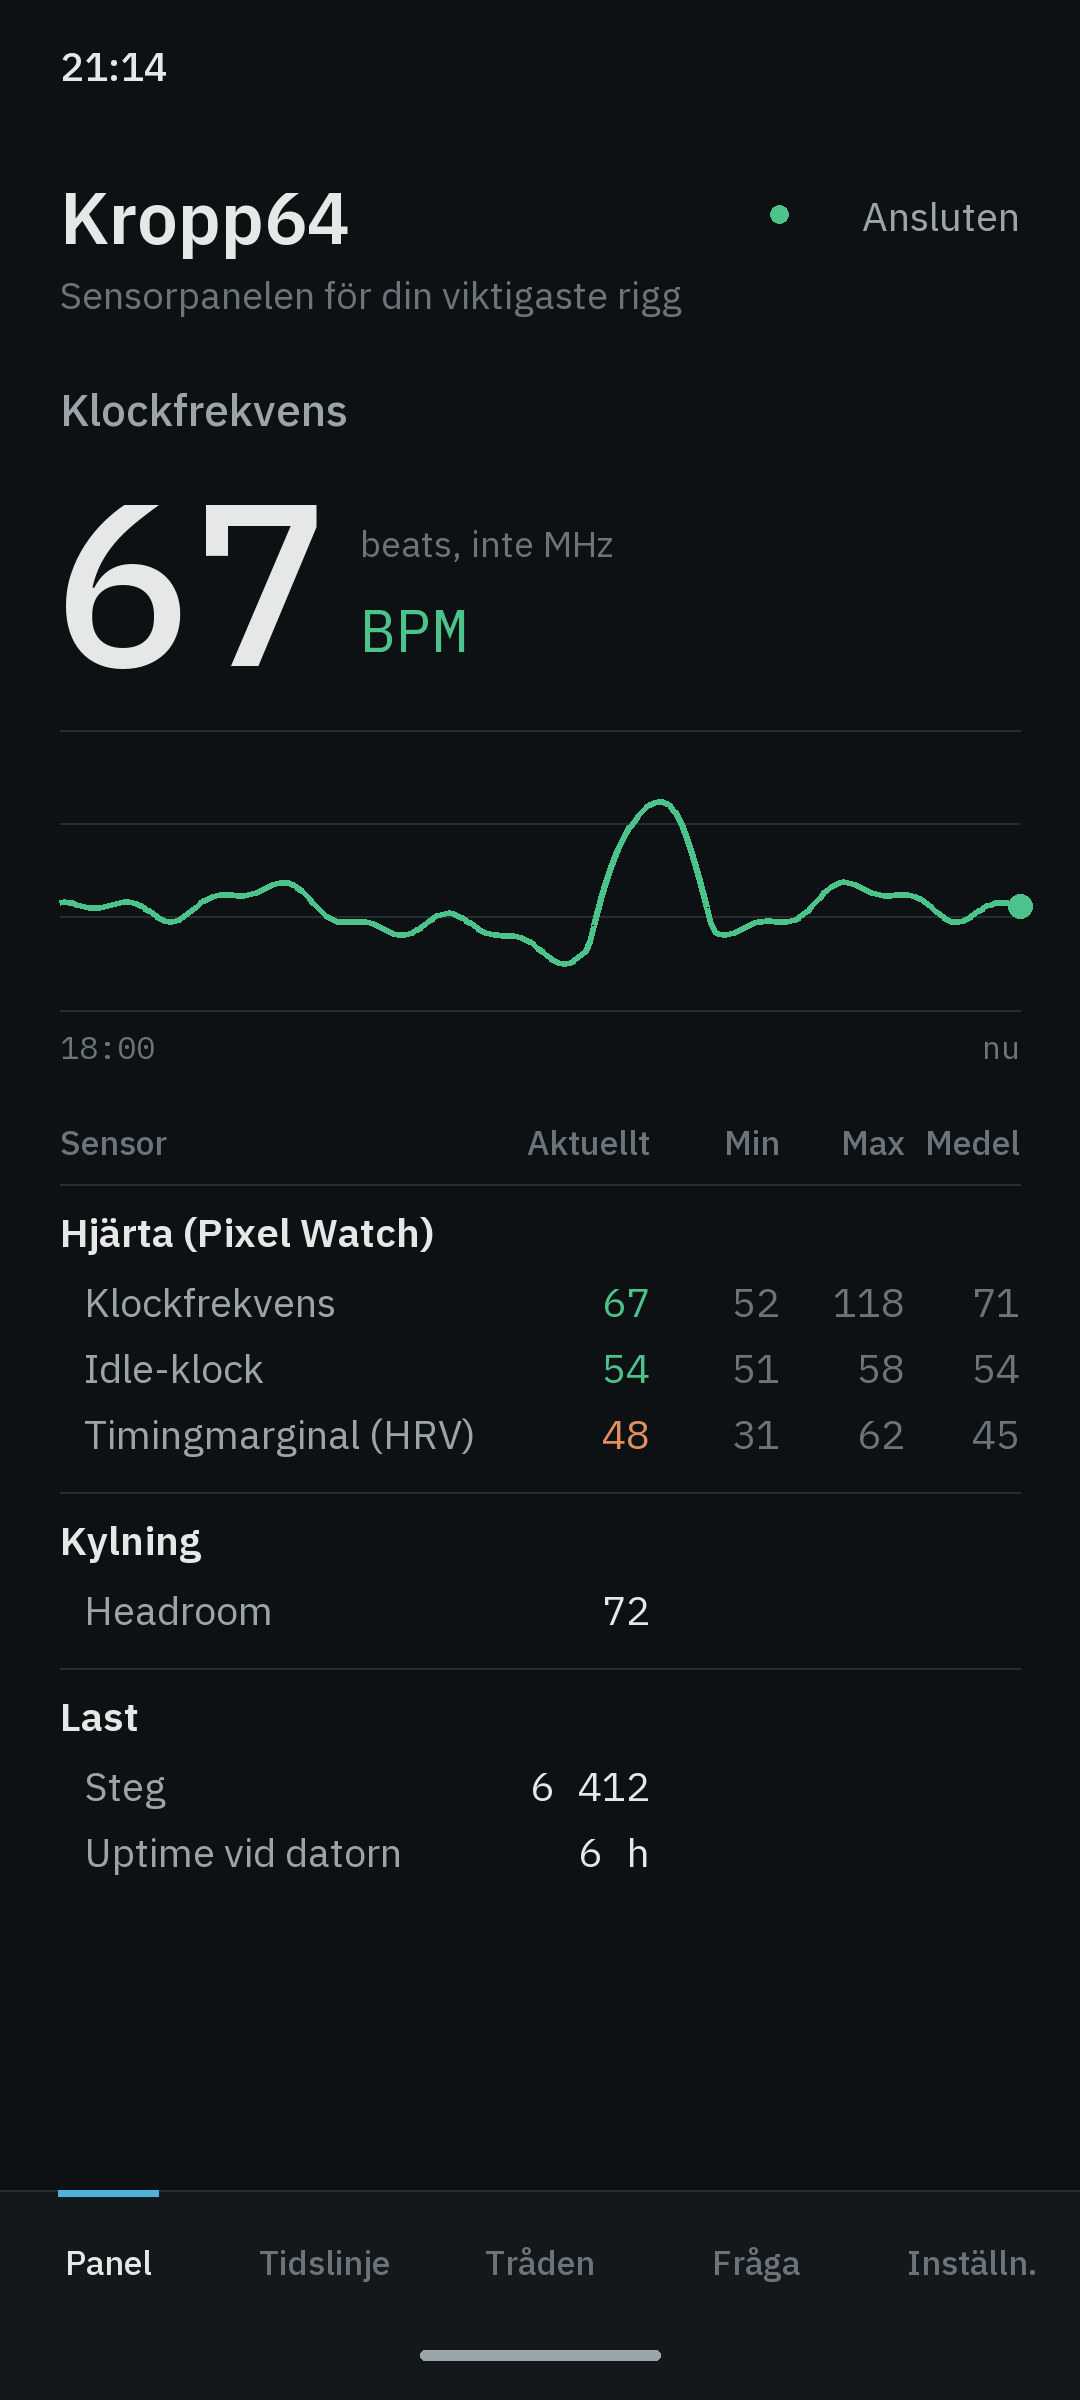 21:14
Kropp64
Ansluten
Sensorpanelen för din viktigaste rigg
Klockfrekvens
67
beats, inte MHz
BPM
18:00 nu
Sensor Aktuellt Min Max Medel
Hjärta (Pixel Watch)
Klockfrekvens 67 52 118 71
Idle-klock 54 51 58 54
Timingmarginal (HRV) 48 31 62 45
Kylning
Headroom 72
Last
Steg 6 412
Uptime vid datorn 6 h
Panel Tidslinje Tråden Fråga Inställn.